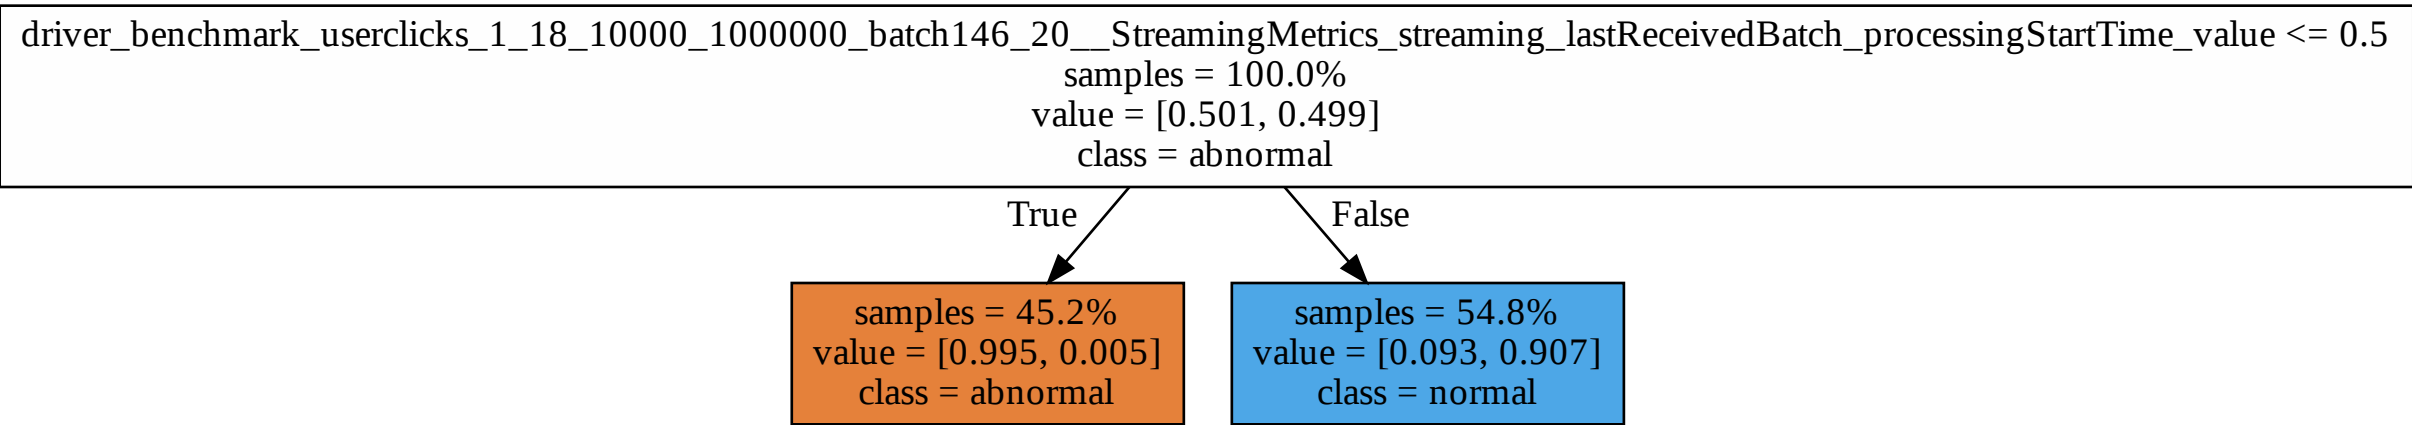 driver_benchmark_userclicks_1_18_10000_1000000_batch146_20__StreamingMetrics_streaming_lastReceivedBatch_processingStartTime_value <= 0.5
samples = 100.0%
value = [0.501, 0.499]
class = abnormal
True
False
samples = 45.2%
value = [0.995, 0.005]
class = abnormal
samples = 54.8%
value = [0.093, 0.907]
class = normal